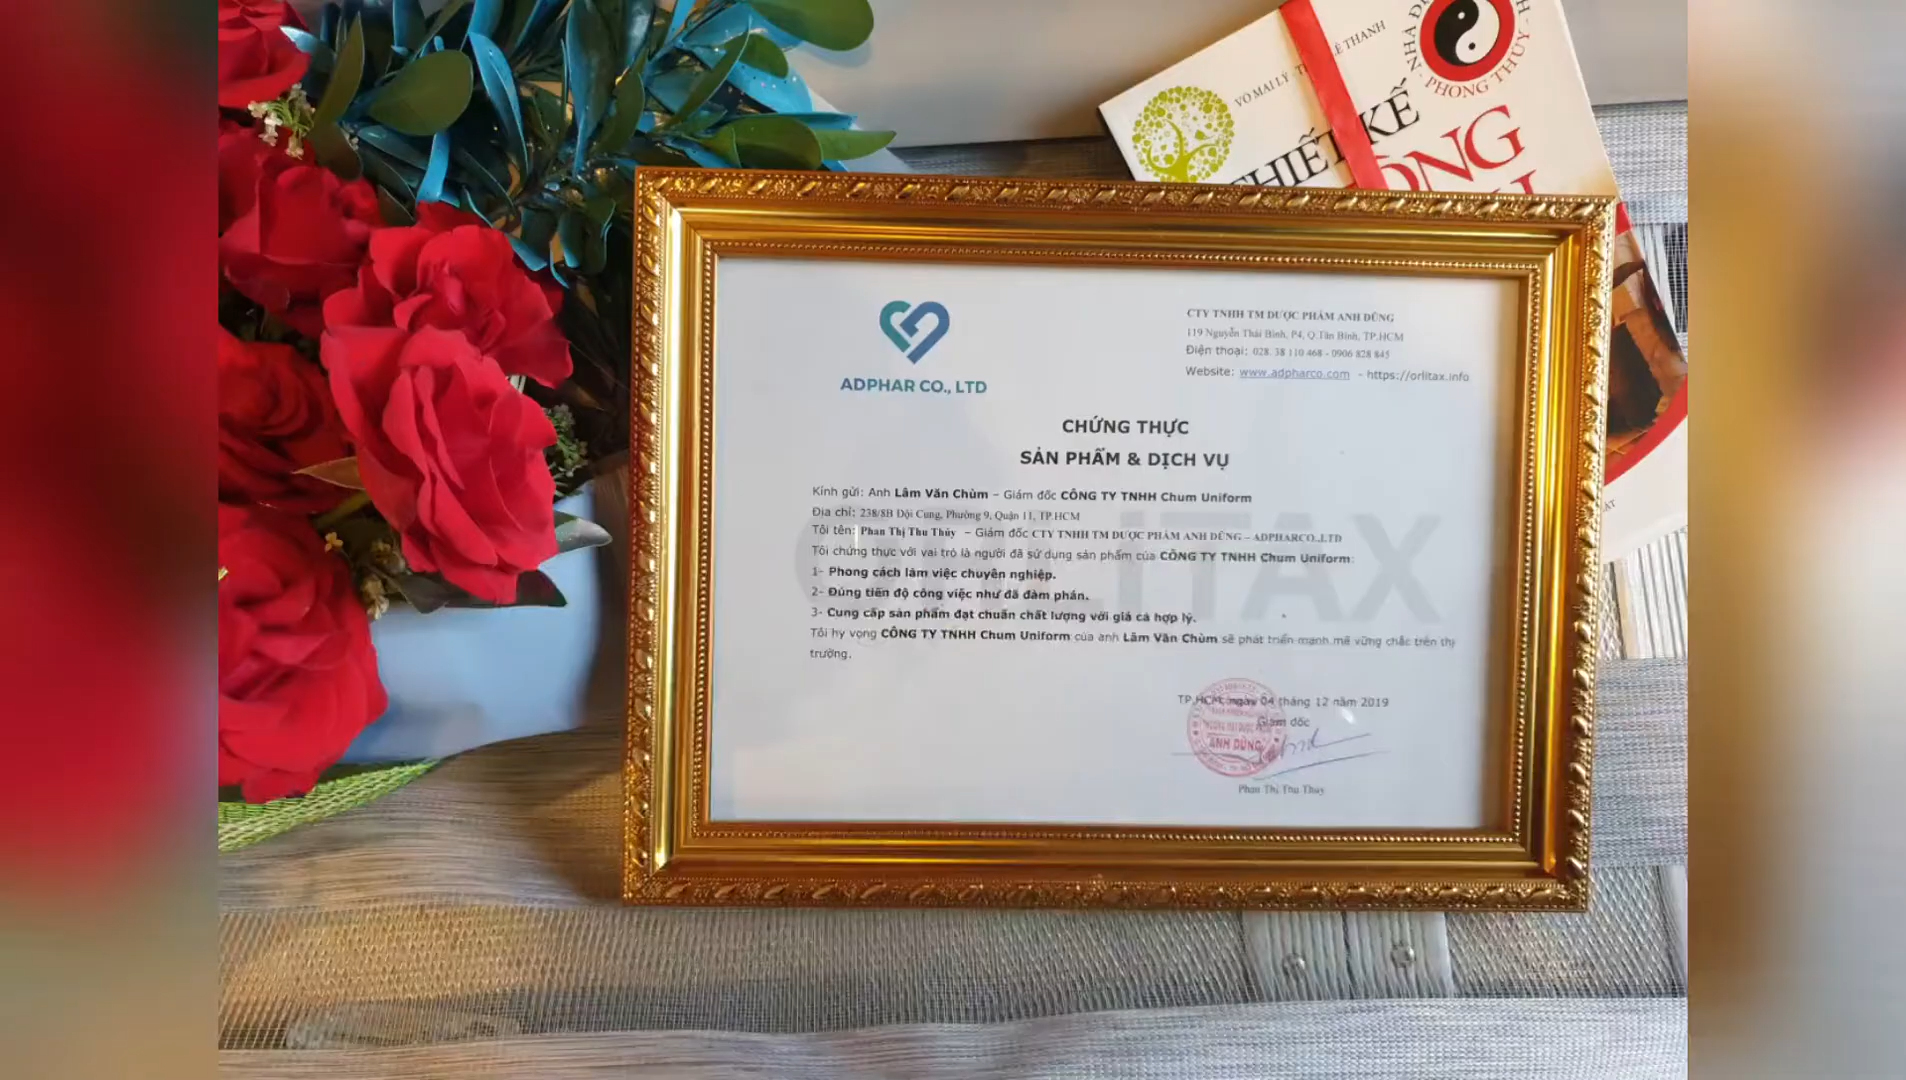 VÕ MAI LÝ
LÊ THANH
PHONG THỦY
THIẾT KẾ
ADPHAR CO., LTD
CTY TNHH TM DƯỢC PHẨM ANH DŨNG
119 Nguyễn Thái Bình, P4, Q.Tân Bình, TP.HCM
Điện thoại: 028. 38 110 468 - 0906 828 845
Website: www.adpharco.com - https://orlitax.info
CHỨNG THỰC
SẢN PHẨM & DỊCH VỤ
Kính gửi: Anh Lâm Văn Chùm – Giám đốc CÔNG TY TNHH Chum Uniform
Địa chỉ: 238/8B Đội Cung, Phường 9, Quận 11, TP.HCM
Tôi tên: Phan Thị Thu Thủy – Giám đốc CTY TNHH TM DƯỢC PHẨM ANH DŨNG – ADPHARCO.,LTD
Tôi chứng thực với vai trò là người đã sử dụng sản phẩm của CÔNG TY TNHH Chum Uniform:
1- Phong cách làm việc chuyên nghiệp.
2- Đúng tiến độ công việc như đã đàm phán.
3- Cung cấp sản phẩm đạt chuẩn chất lượng với giá cả hợp lý.
Tôi hy vọng CÔNG TY TNHH Chum Uniform của anh Lâm Văn Chùm sẽ phát triển mạnh mẽ vững chắc trên thị
trường.
TP.HCM, ngày 04 tháng 12 năm 2019
Giám đốc
ANH DŨNG
Phan Thị Thu Thuy